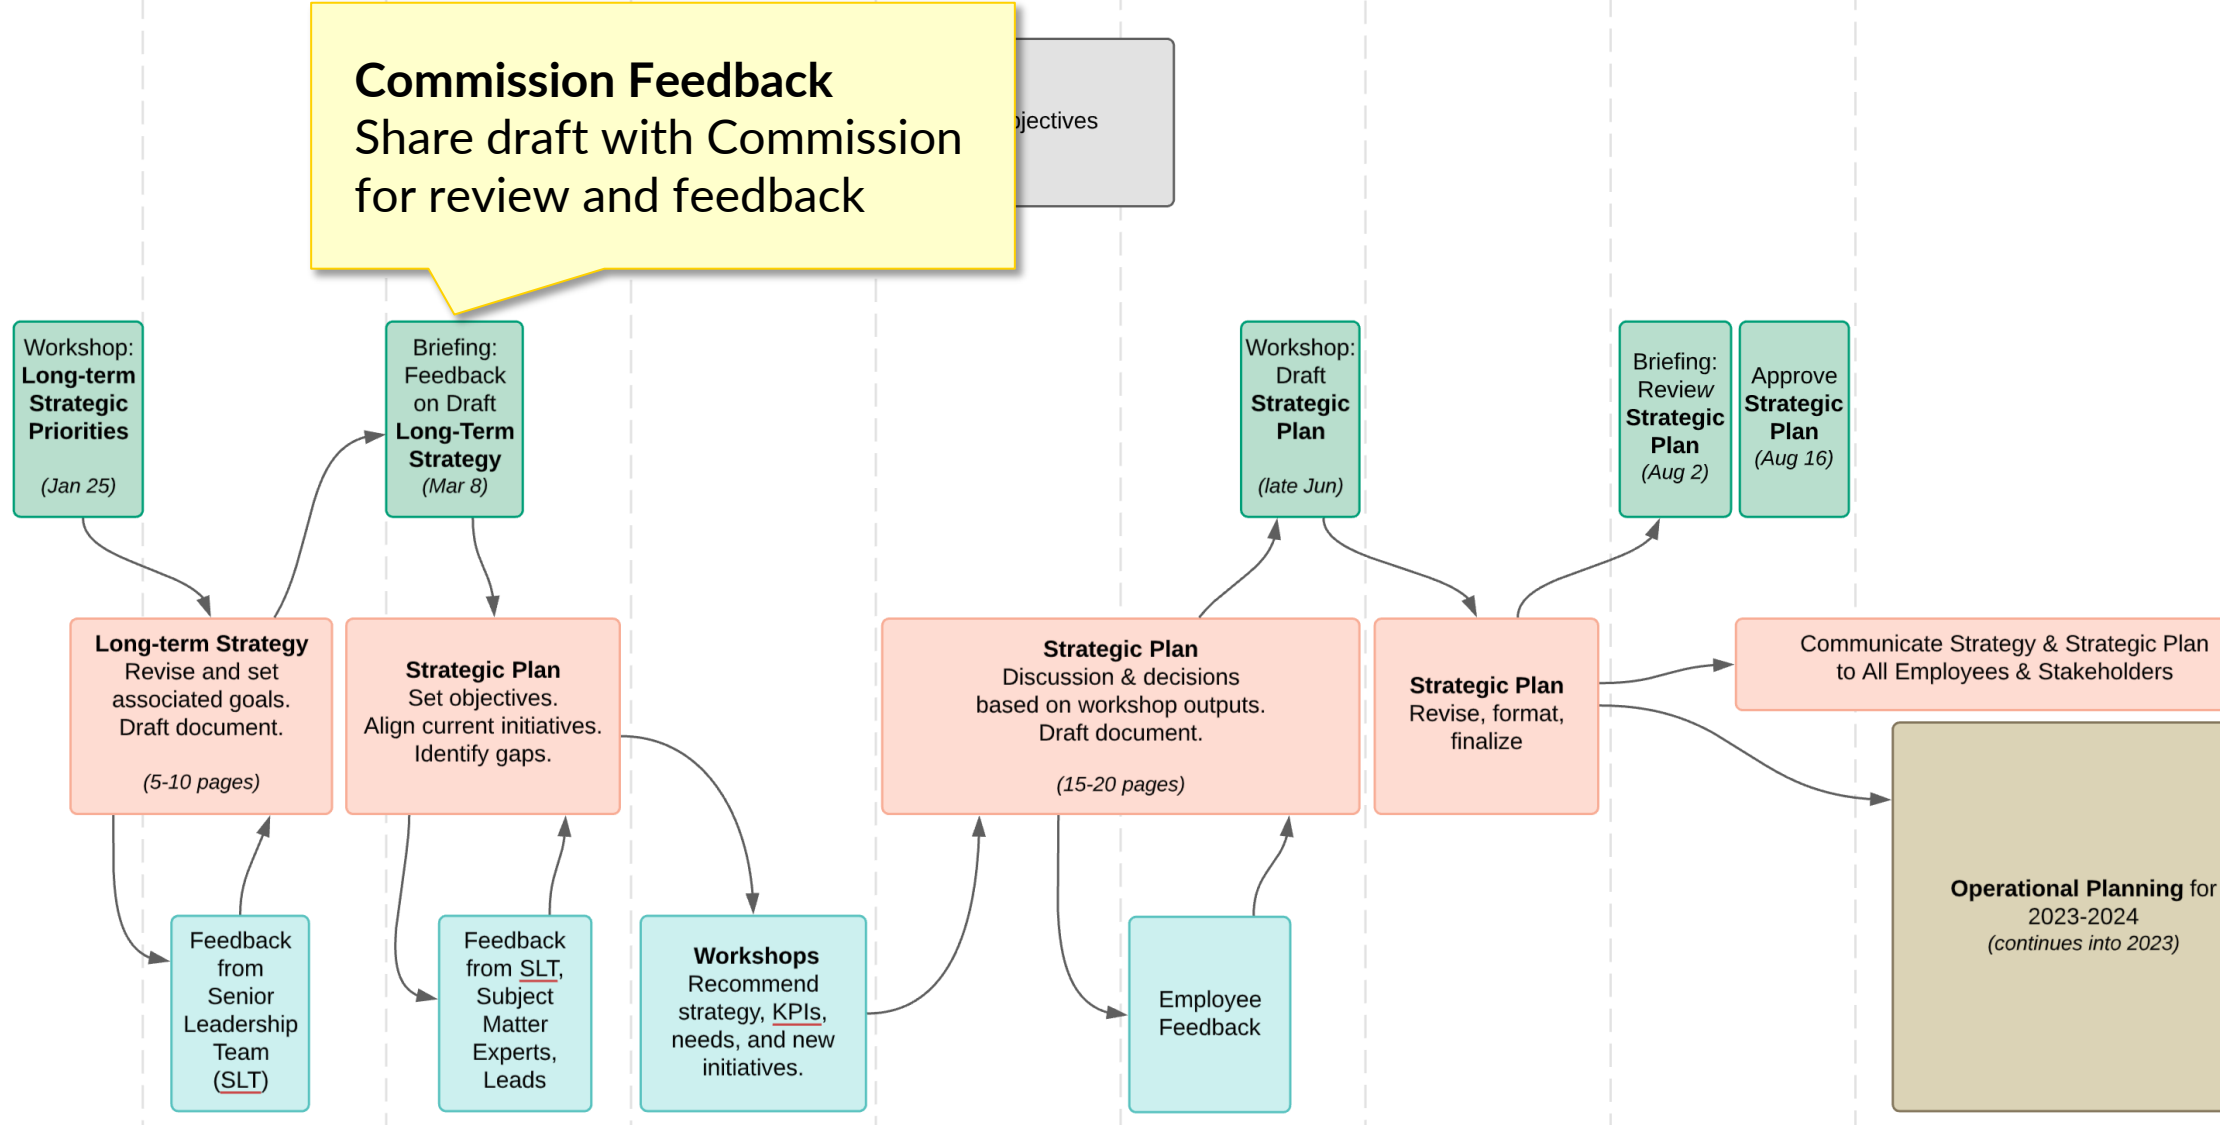 Commission Feedback
Share draft with Commission
for review and feedback
Workshop:
Long-term
Strategic
Priorities
(Jan 25)
Briefing:
Feedback
on Draft
Long-Term
Strategy
(Mar 8)
Workshop:
Draft
Strategic
Plan
(late Jun)
Briefing:
Review
Strategic
Plan
(Aug 2)
Approve
Strategic
Plan
(Aug 16)
Long-term Strategy
Revise and set
associated goals.
Draft document.
(5-10 pages)
Strategic Plan
Set objectives.
Align current initiatives.
Identify gaps.
Strategic Plan
Discussion & decisions
based on workshop outputs.
Draft document.
(15-20 pages)
Strategic Plan
Revise, format,
finalize
Communicate Strategy & Strategic Plan
to All Employees & Stakeholders
Feedback
from
Senior
Leadership
Team
(SLT)
Feedback
from SLT,
Subject
Matter
Experts,
Leads
Workshops
Recommend
strategy, KPIs,
needs, and new
initiatives.
Employee
Feedback
Operational Planning for
2023-2024
(continues into 2023)